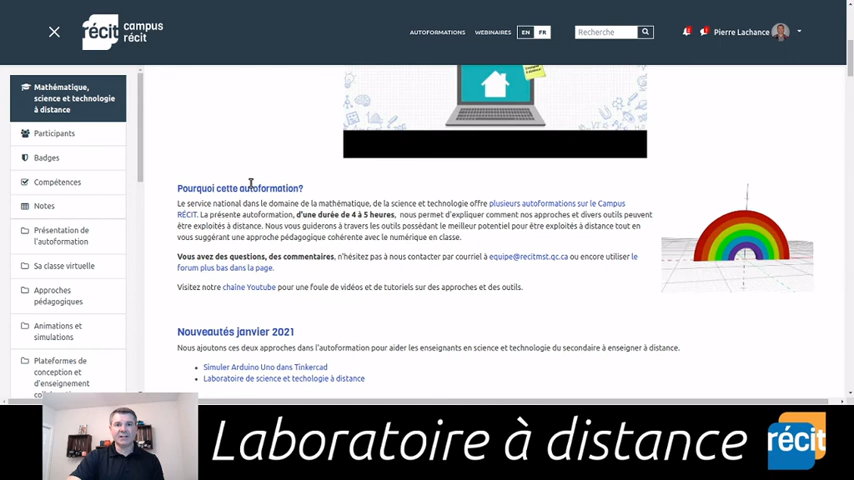 récit campus
récit
AUTOFORMATIONS WEBINAIRES EN FR Recherche Pierre Lachance
Mathématique,
science et technologie
à distance
Participants
Badges
Compétences
Notes
Présentation de
l'autoformation
Sa classe virtuelle
Approches
pédagogiques
Animations et
simulations
Plateformes de
conception et
d'enseignement
Pourquoi cette autoformation?
Le service national dans le domaine de la mathématique, de la science et technologie offre plusieurs autoformations sur le Campus
RÉCIT. La présente autoformation, d'une durée de 4 à 5 heures, nous permet d'expliquer comment nos approches et divers outils peuvent
être exploités à distance. Nous vous guiderons à travers les outils possédant le meilleur potentiel pour être exploités à distance tout en
vous suggérant une approche pédagogique cohérente avec le numérique en classe.
Vous avez des questions, des commentaires, n'hésitez pas à nous contacter par courriel à equipe@recitmst.qc.ca ou encore utiliser le
forum plus bas dans la page.
Visitez notre chaîne Youtube pour une foule de vidéos et de tutoriels sur des approches et des outils.
Nouveautés janvier 2021
Nous ajoutons ces deux approches dans l'autoformation pour aider les enseignants en science et technologie du secondaire à enseigner à distance.
Simuler Arduino Uno dans Tinkercad
Laboratoire de science et techologie à distance
Laboratoire à distance
récit